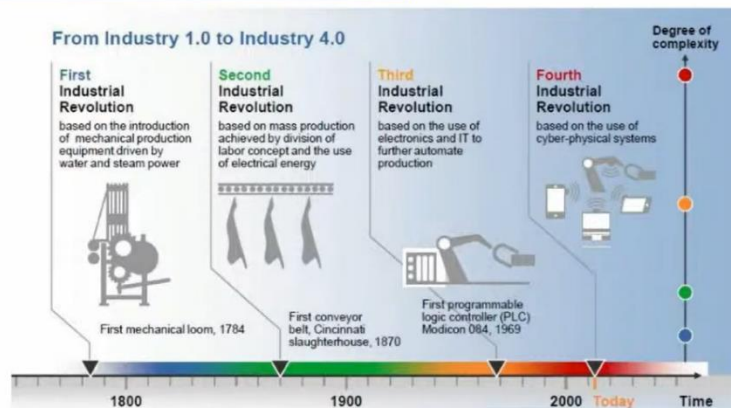 From Industry 1.0 to Industry 4.0
Degree of
complexity
First
Industrial
Revolution
based on the introduction
of mechanical production
equipment driven by
water and steam power
Second
Industrial
Revolution
based on mass production
achieved by division of
labor concept and the use
of electrical energy
Third
Industrial
Revolution
based on the use of
electronics and IT to
further automate
production
Fourth
Industrial
Revolution
based on the use of
cyber-physical systems
First mechanical loom, 1784
First conveyor
belt, Cincinnati
slaughterhouse, 1870
First programmable
logic controller (PLC)
Modicon 084, 1969
1800
1900
2000
Today
Time